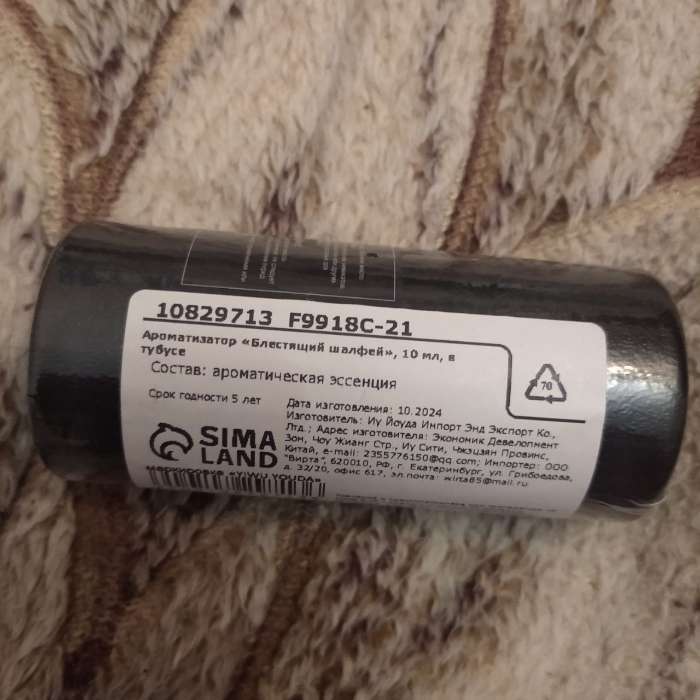 10829713 F9918C-21
Ароматизатор «Блестящий шалфей», 10 мл, в
тубусе
Состав: ароматическая эссенция
Срок годности 5 лет
70
Дата изготовления: 10.2024
Изготовитель: Иу Йоуда Импорт Энд Экспорт Ко.,
Лтд.; Адрес изготовителя: Экономик Девелопмент
Зон, Чоу Жианг Стр., Иу Сити, Чжэцзян Провинс,
Китай, e-mail: 2355776150@qq.com; Импортер: ООО
"Вирта", 620010, РФ, г. Екатеринбург, ул. Грибоедова,
д. 32/20, офис 617, эл.почта: wirta85@mail.ru
SIMA
LAND
маркировке «YIWU YOUDA»